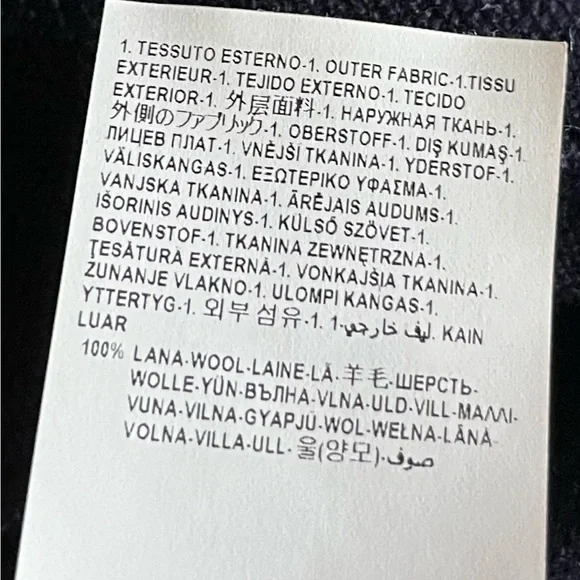 1. TESSUTO ESTERNO-1. OUTER FABRIC-1.TISSU
EXTERIEUR-1. TEJIDO EXTERNO-1. TECIDO
EXTERIOR-1. 外层面料-1. НАРУЖНАЯ ТКАНЬ-1.
外側のファブリック-1. OBERSTOFF-1. DIŞ KUMAŞ-1.
ЛИЦЕВ ПЛАТ-1. VNĚJŠÍ TKANINA-1. YDERSTOF-1.
VÄLISKANGAS-1. ΕΞΩΤΕΡΙΚΟ ΥΦΑΣΜΑ-1.
VANJSKA TKANINA-1. ĀRĒJAIS AUDUMS-1.
IŠORINIS AUDINYS-1. KÜLSŐ SZÖVET-1.
BOVENSTOF-1. TKANINA ZEWNĘTRZNA-1.
ŢESĂTURĂ EXTERNĂ-1. VONKAJŠIA TKANINA-1.
ZUNANJE VLAKNO-1. ULOMPI KANGAS-1.
YTTERTYG-1. 외부 섬유-1. ليف خارجي-1. KAIN
LUAR
100% LANA-WOOL-LAINE-LÃ-羊毛-ШЕРСТЬ-
WOLLE-YÜN-ВЪЛНА-VLNA-ULD-VILL-ΜΑΛΛΙ-
VUNA-VILNA-GYAPJÚ-WOL-WEŁNA-LÂNĂ-
VOLNA-VILLA-ULL-울(양모)-صوف-